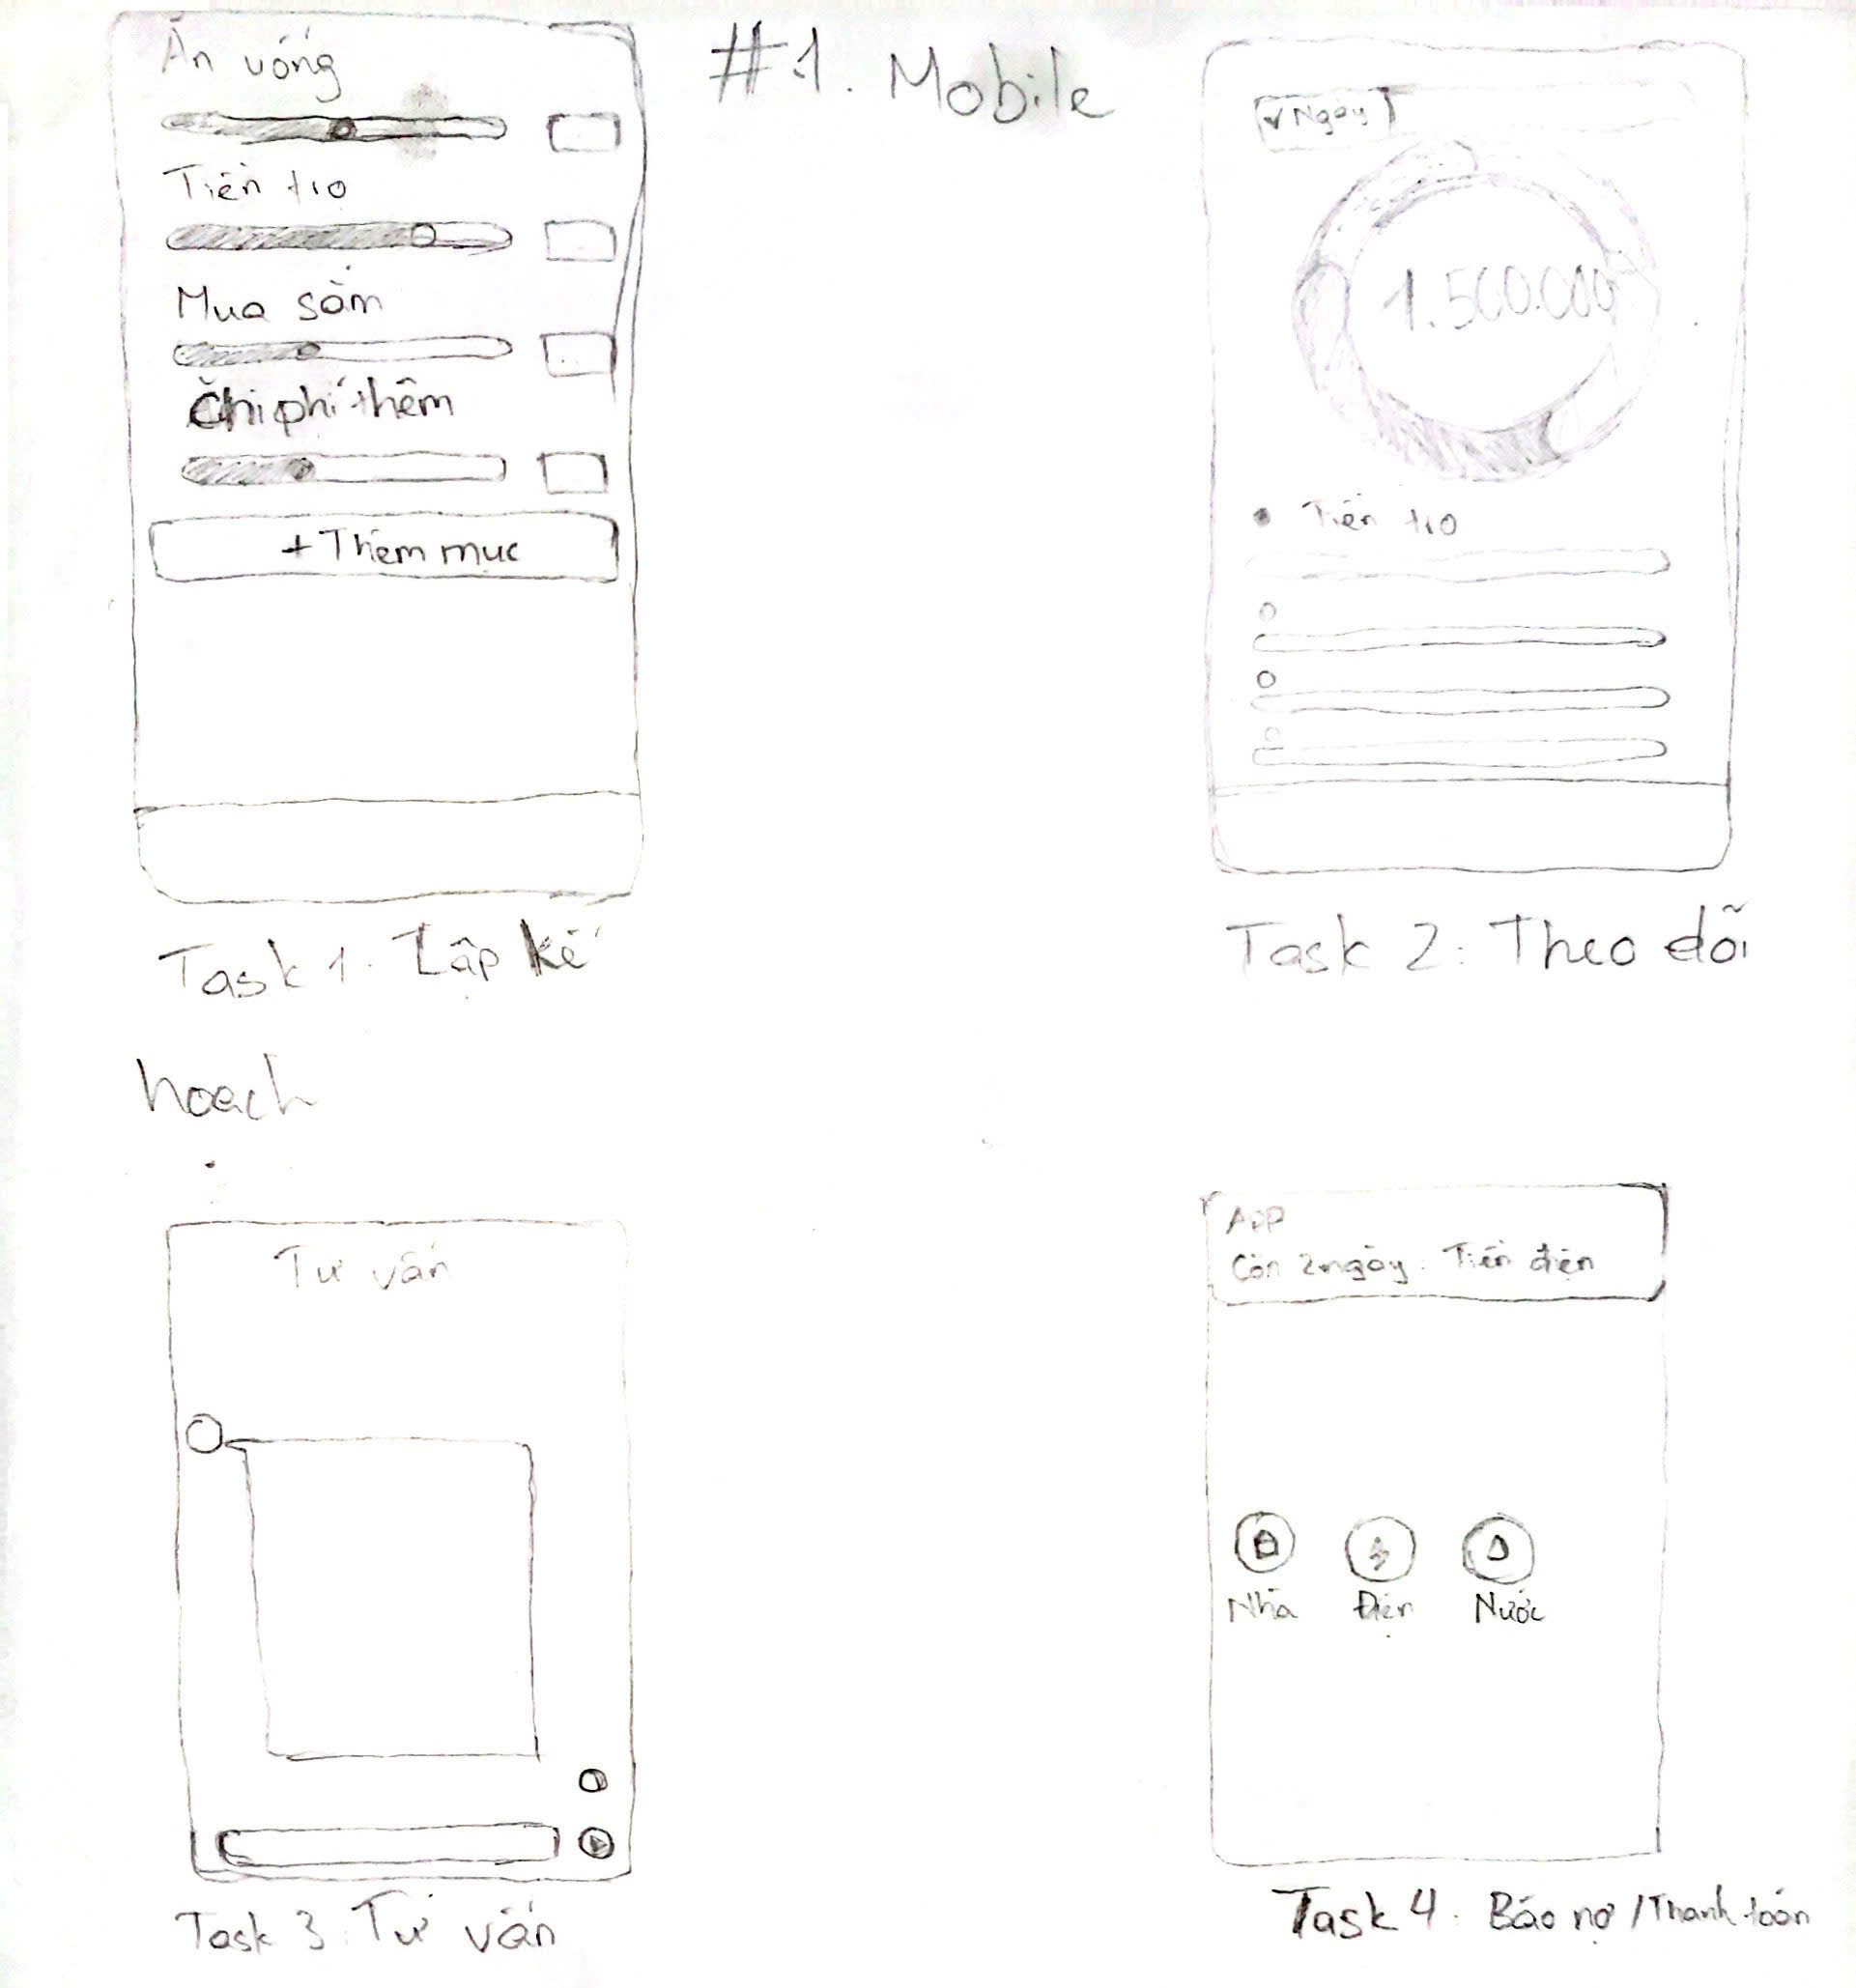 #1. Mobile
Ăn uống
Tiền trọ
Mua sắm
Chi phí thêm
+ Thêm mục
Task 1. Lập kế
hoạch
Ngày
1.500.000
Tiền trọ
Task 2: Theo dõi
Tư vấn
Task 3: Tư vấn
App
Còn 2 ngày: Tiền điện
Nhà
Điện
Nước
Task 4: Báo nợ / Thanh toán